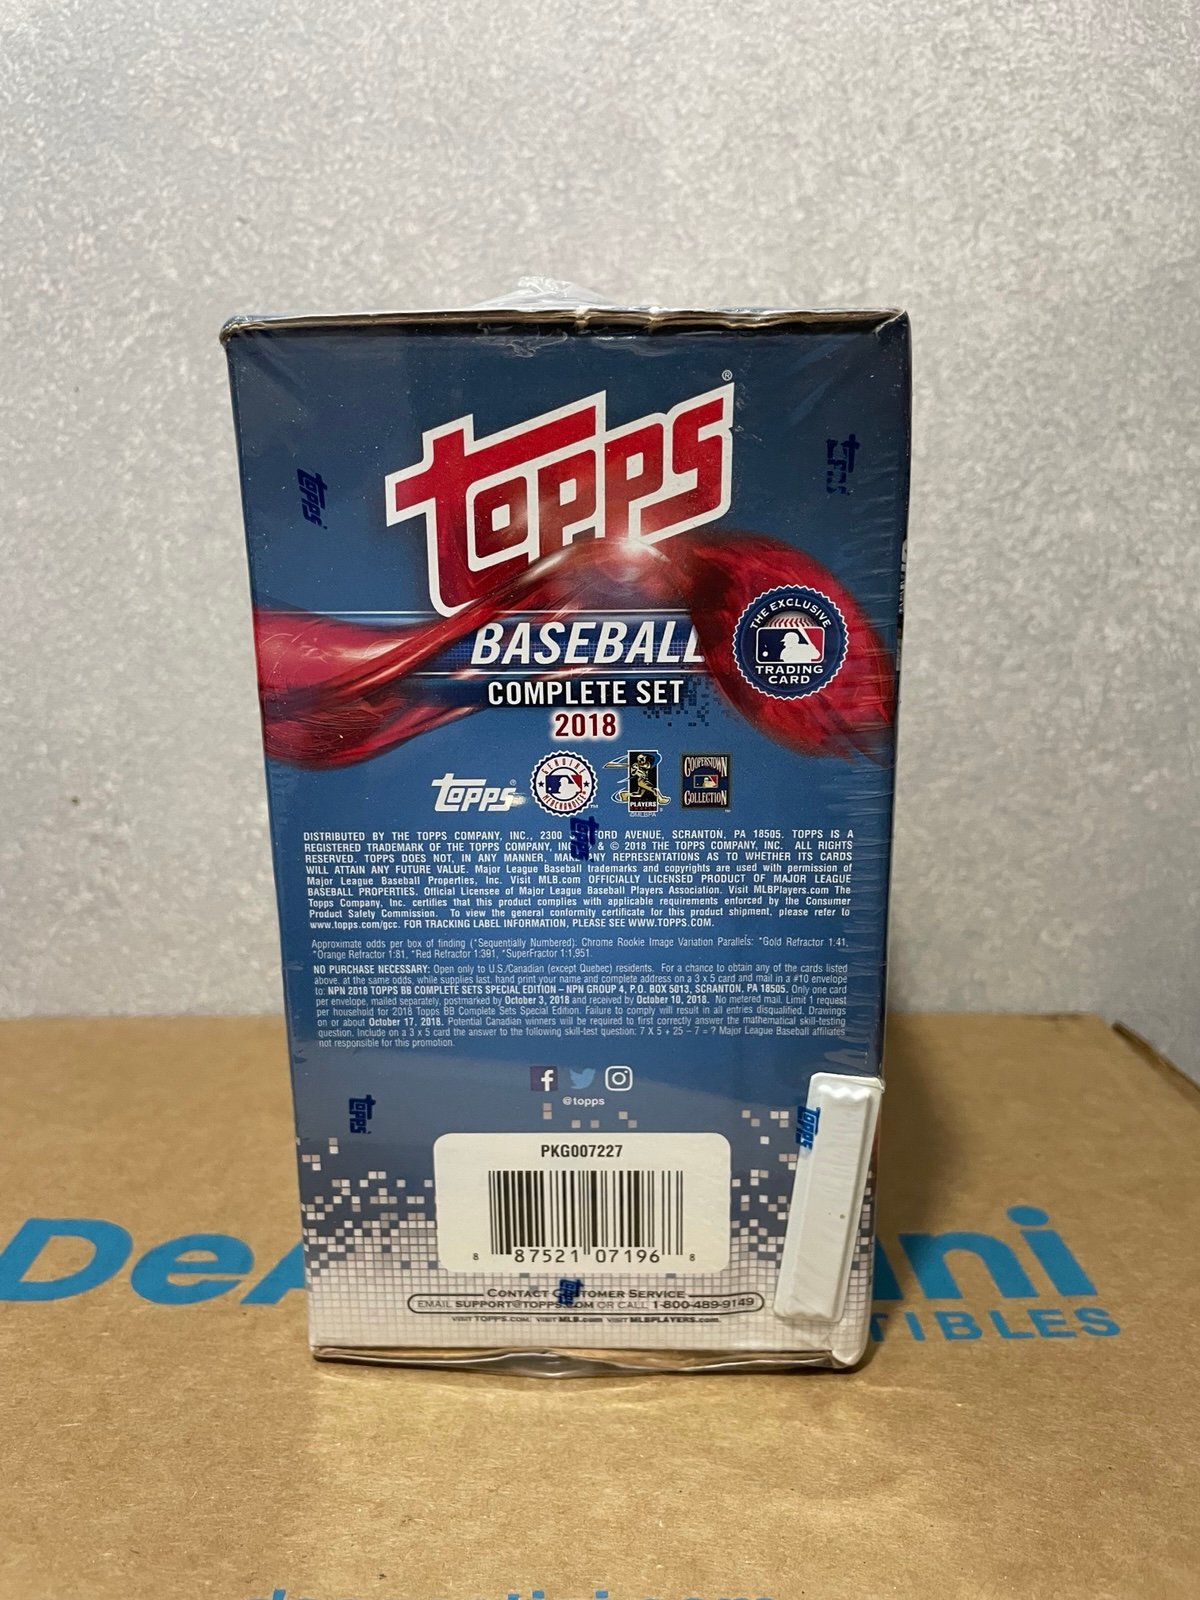 Topps®
BASEBALL
COMPLETE SET
2018
THE EXCLUSIVE
TRADING
CARD
Topps®
GENUINE
MERCHANDISE
TM
PLAYERS
©MLBPA
COOPERSTOWN
COLLECTION
DISTRIBUTED BY THE TOPPS COMPANY, INC., 2300 FORD AVENUE, SCRANTON, PA 18505. TOPPS IS A
REGISTERED TRADEMARK OF THE TOPPS COMPANY, INC & © 2018 THE TOPPS COMPANY, INC. ALL RIGHTS
RESERVED. TOPPS DOES NOT, IN ANY MANNER, MAK NY REPRESENTATIONS AS TO WHETHER ITS CARDS
WILL ATTAIN ANY FUTURE VALUE. Major League Baseball trademarks and copyrights are used with permission of
Major League Baseball Properties, Inc. Visit MLB.com OFFICIALLY LICENSED PRODUCT OF MAJOR LEAGUE
BASEBALL PROPERTIES. Official Licensee of Major League Baseball Players Association. Visit MLBPlayers.com The
Topps Company, Inc. certifies that this product complies with applicable requirements enforced by the Consumer
Product Safety Commission. To view the general conformity certificate for this product shipment, please refer to
www.topps.com/gcc. FOR TRACKING LABEL INFORMATION, PLEASE SEE WWW.TOPPS.COM.
Approximate odds per box of finding (*Sequentially Numbered): Chrome Rookie Image Variation Parallels: *Gold Refractor 1:41,
*Orange Refractor 1:81, *Red Refractor 1:391, *SuperFractor 1:1,951.
NO PURCHASE NECESSARY: Open only to U.S./Canadian (except Quebec) residents. For a chance to obtain any of the cards listed
above, at the same odds, while supplies last, hand print your name and complete address on a 3 x 5 card and mail in a #10 envelope
to: NPN 2018 TOPPS BB COMPLETE SETS SPECIAL EDITION – NPN GROUP 4, P.O. BOX 5013, SCRANTON, PA 18505. Only one card
per envelope, mailed separately, postmarked by October 3, 2018 and received by October 10, 2018. No metered mail. Limit 1 request
per household for 2018 Topps BB Complete Sets Special Edition. Failure to comply will result in all entries disqualified. Drawings
on or about October 17, 2018. Potential Canadian winners will be required to first correctly answer the mathematical skill-testing
question. Include on a 3 x 5 card the answer to the following skill-test question: 7 X 5 + 25 – 7 = ? Major League Baseball affiliates
not responsible for this promotion.
@topps
PKG007227
8 87521 07196 8
CONTACT C TOMER SERVICE
EMAIL SUPPORT@TOPPS.COM OR CALL 1-800-489-9149
VISIT TOPPS.COM. VISIT MLB.com VISIT MLBPLAYERS.com.
Topps
Topps
Topps
Topps
Topps
DeA ni
TIBLES